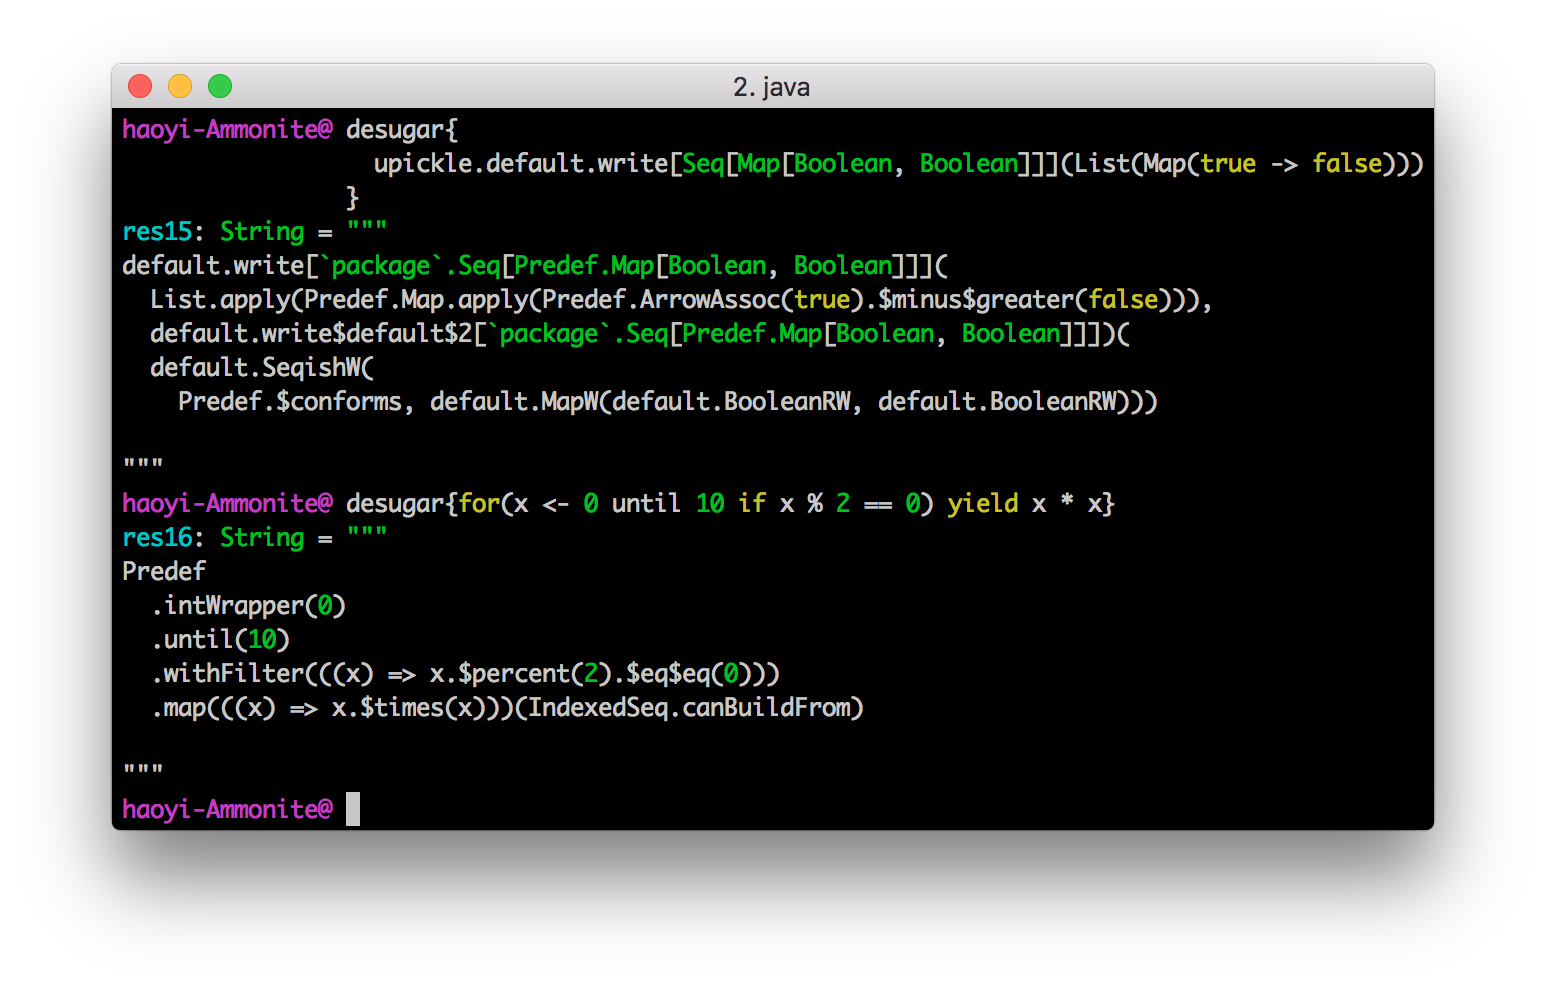 2. java
haoyi-Ammonite@ desugar{
                  upickle.default.write[Seq[Map[Boolean, Boolean]]](List(Map(true -> false)))
                }
res15: String = """
default.write[`package`.Seq[Predef.Map[Boolean, Boolean]]](
  List.apply(Predef.Map.apply(Predef.ArrowAssoc(true).$minus$greater(false))),
  default.write$default$2[`package`.Seq[Predef.Map[Boolean, Boolean]]])(
  default.SeqishW(
    Predef.$conforms, default.MapW(default.BooleanRW, default.BooleanRW)))

"""
haoyi-Ammonite@ desugar{for(x <- 0 until 10 if x % 2 == 0) yield x * x}
res16: String = """
Predef
  .intWrapper(0)
  .until(10)
  .withFilter(((x) => x.$percent(2).$eq$eq(0)))
  .map(((x) => x.$times(x)))(IndexedSeq.canBuildFrom)

"""
haoyi-Ammonite@